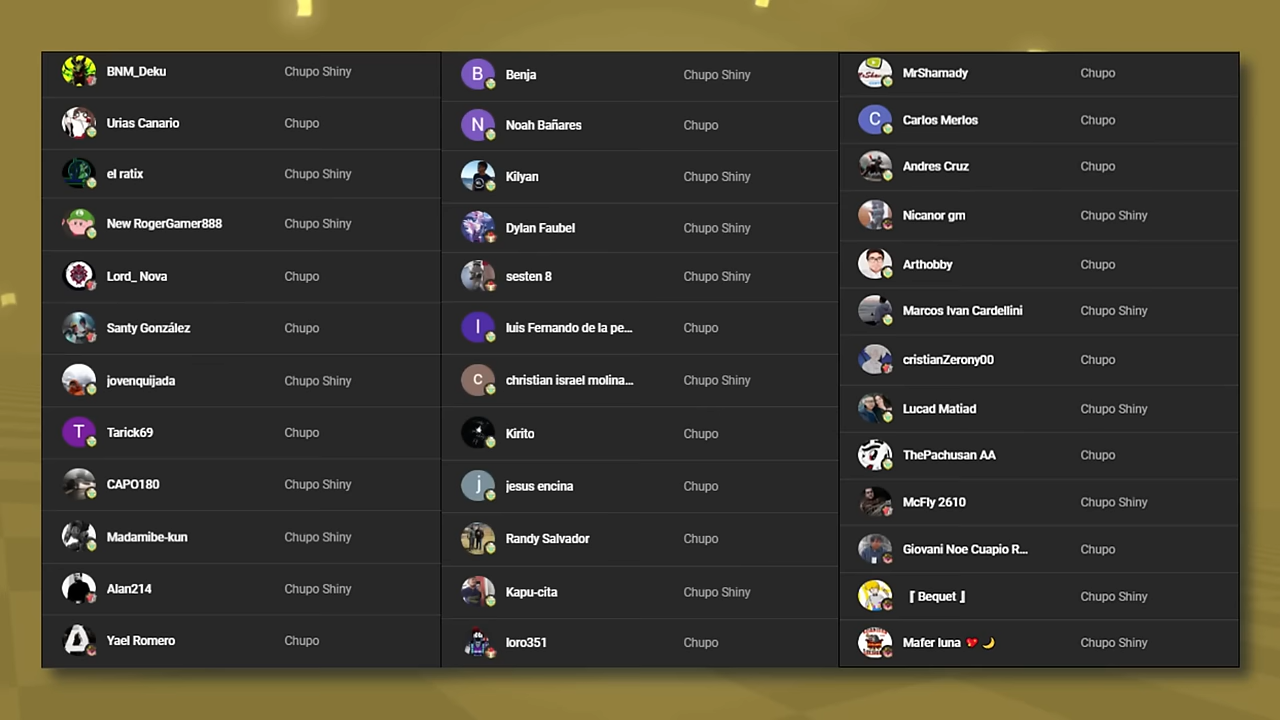 BNM_Deku Chupo Shiny
Urias Canario Chupo
el ratix Chupo Shiny
New RogerGamer888 Chupo Shiny
Lord_ Nova Chupo
Santy González Chupo
jovenquijada Chupo Shiny
T Tarick69 Chupo
CAPO180 Chupo Shiny
Madamibe-kun Chupo Shiny
Alan214 Chupo Shiny
Yael Romero Chupo
B Benja Chupo Shiny
N Noah Bañares Chupo
Kilyan Chupo Shiny
Dylan Faubel Chupo Shiny
sesten 8 Chupo Shiny
l luis Fernando de la pe... Chupo
c christian israel molina... Chupo Shiny
Kirito Chupo
j jesus encina Chupo
Randy Salvador Chupo
Kapu-cita Chupo Shiny
loro351 Chupo
MrShamady Chupo
C Carlos Merlos Chupo
Andres Cruz Chupo
Nicanor gm Chupo Shiny
Arthobby Chupo
Marcos Ivan Cardellini Chupo Shiny
cristianZerony00 Chupo
Lucad Matiad Chupo Shiny
ThePachusan AA Chupo
McFly 2610 Chupo Shiny
Giovani Noe Cuapio R... Chupo
『 Bequet 』 Chupo Shiny
Mafer luna 💖 🌙 Chupo Shiny